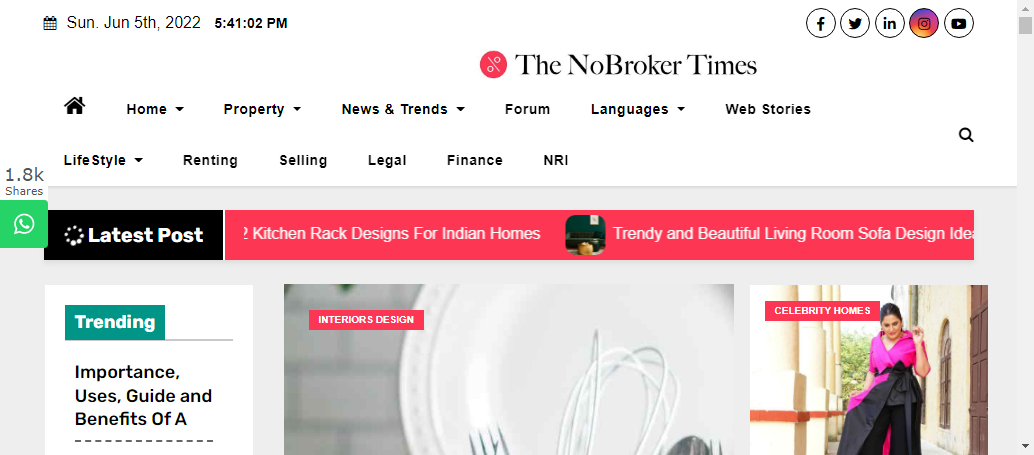 Sun. Jun 5th, 2022 5:41:02 PM
The NoBroker Times
Home Property News & Trends Forum Languages Web Stories
LifeStyle Renting Selling Legal Finance NRI
1.8k
Shares
Latest Post
2 Kitchen Rack Designs For Indian Homes Trendy and Beautiful Living Room Sofa Design Idea
Trending
Importance,
Uses, Guide and
Benefits Of A
INTERIORS DESIGN
CELEBRITY HOMES